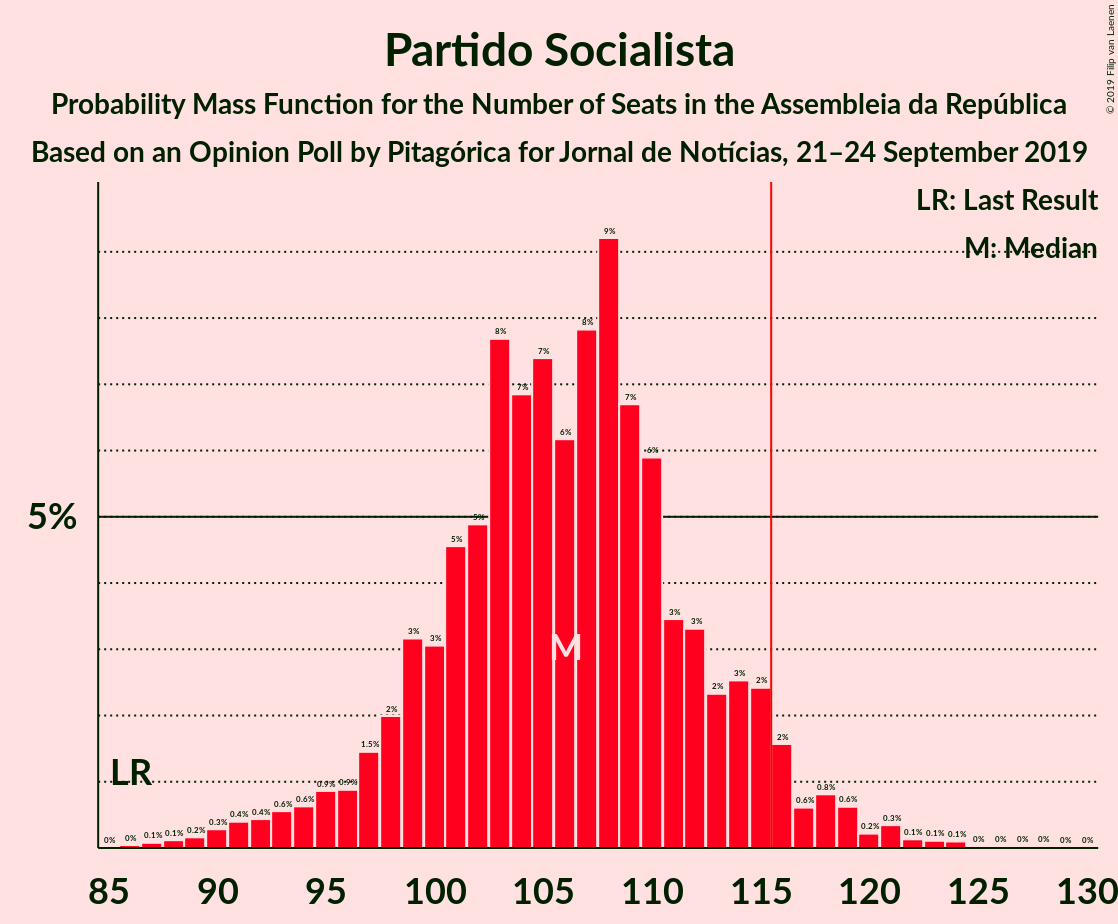 Partido Socialista
Probability Mass Function for the Number of Seats in the Assembleia da República
Based on an Opinion Poll by Pitagórica for Jornal de Notícias, 21–24 September 2019
© 2019 Filip van Laenen
LR: Last Result
M: Median
5%
LR
M
0% 0% 0.1% 0.1% 0.2% 0.3% 0.4% 0.4% 0.6% 0.6% 0.9% 0.9% 1.5% 2% 3% 3% 5% 5% 8% 7% 7% 6% 8% 9% 7% 6% 3% 3% 2% 3% 2% 2% 0.6% 0.8% 0.6% 0.2% 0.3% 0.1% 0.1% 0.1% 0% 0% 0% 0% 0% 0%
85 90 95 100 105 110 115 120 125 130